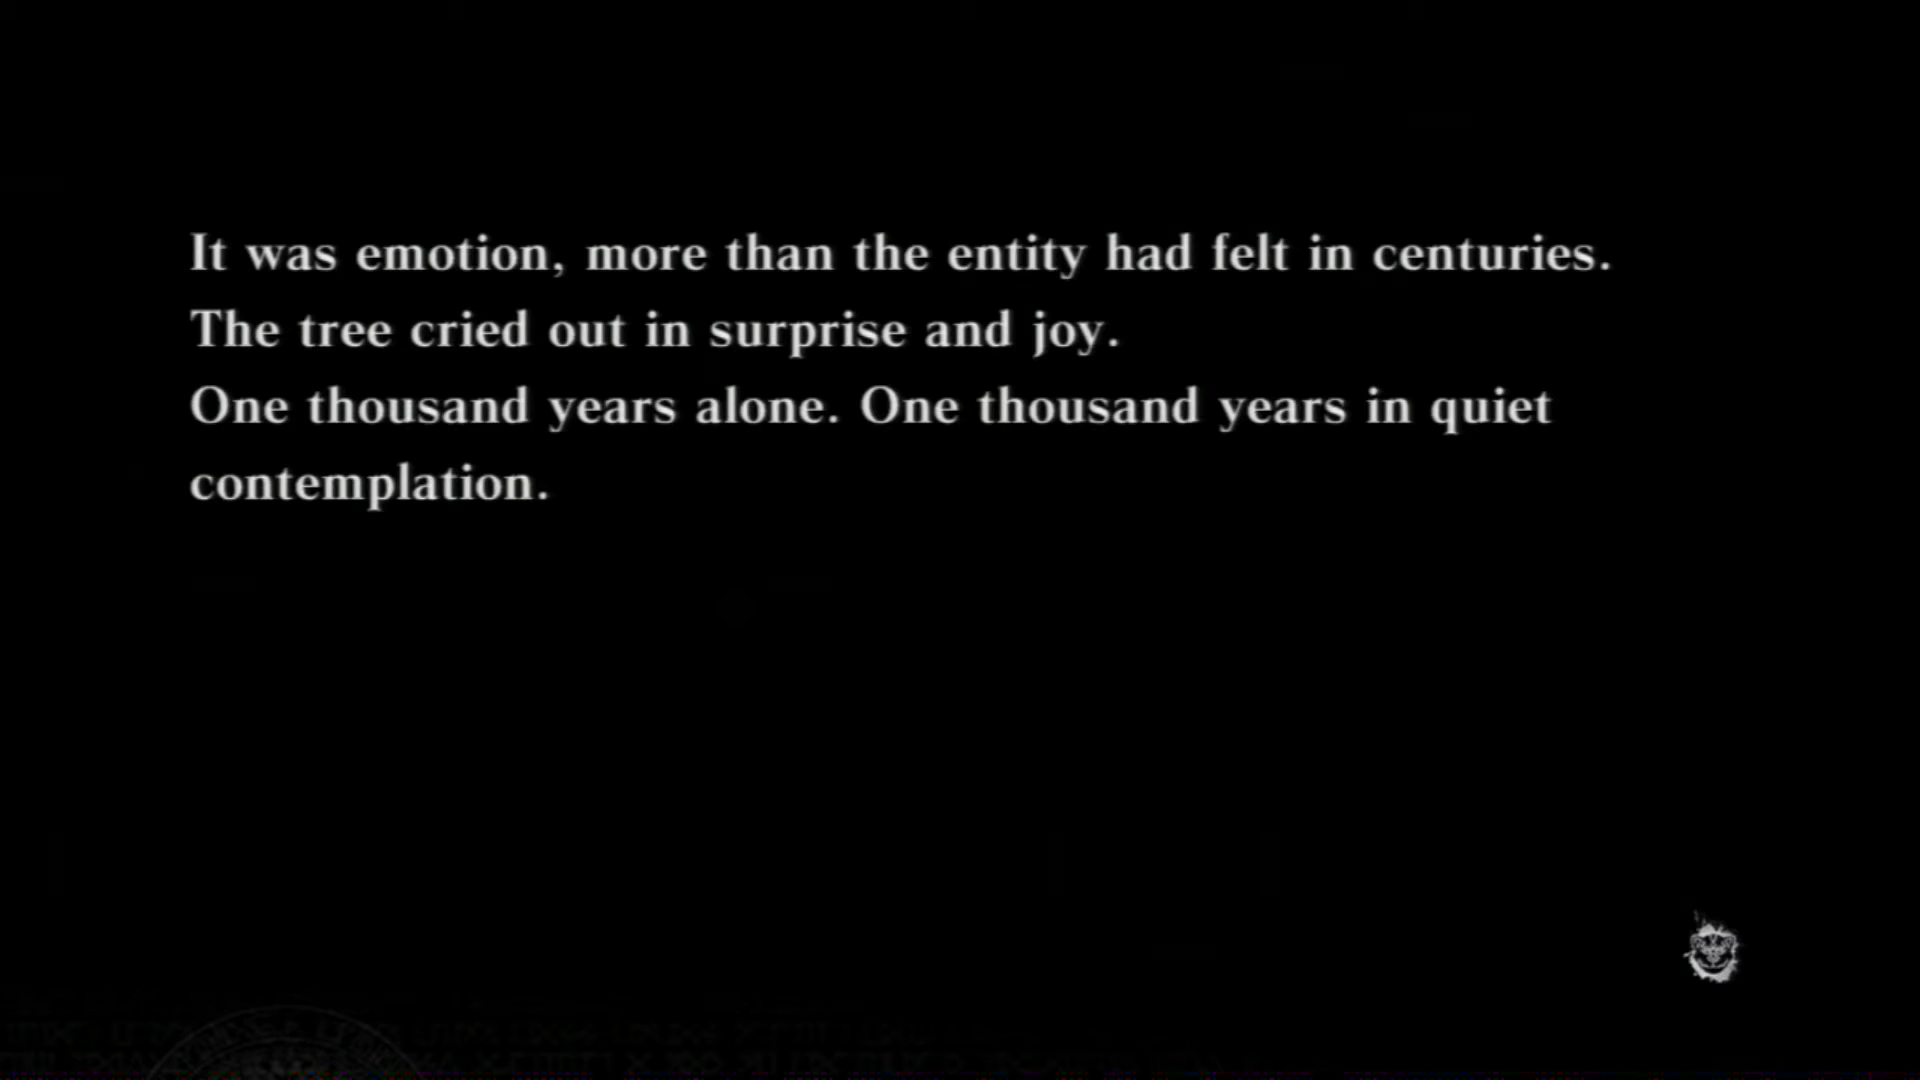 It was emotion, more than the entity had felt in centuries.
The tree cried out in surprise and joy.
One thousand years alone. One thousand years in quiet
contemplation.